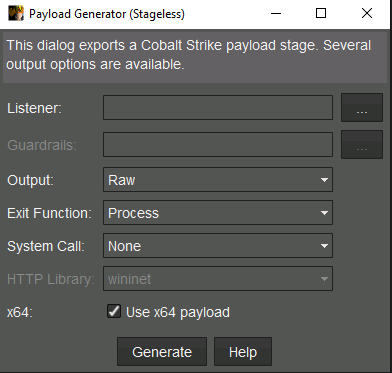 Payload Generator (Stageless)
This dialog exports a Cobalt Strike payload stage. Several
output options are available.
Listener:
...
Guardrails:
...
Output: Raw
Exit Function: Process
System Call: None
HTTP Library: wininet
x64: Use x64 payload
Generate Help